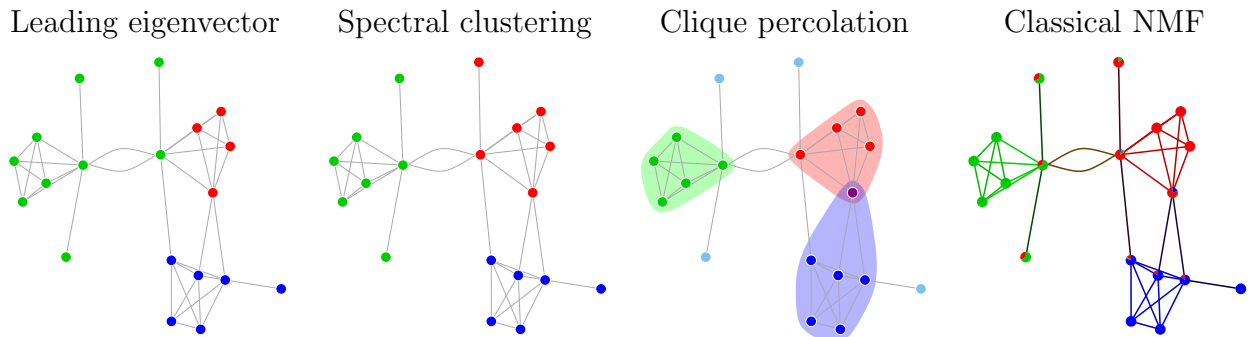 Leading eigenvector
Spectral clustering
Clique percolation
Classical NMF